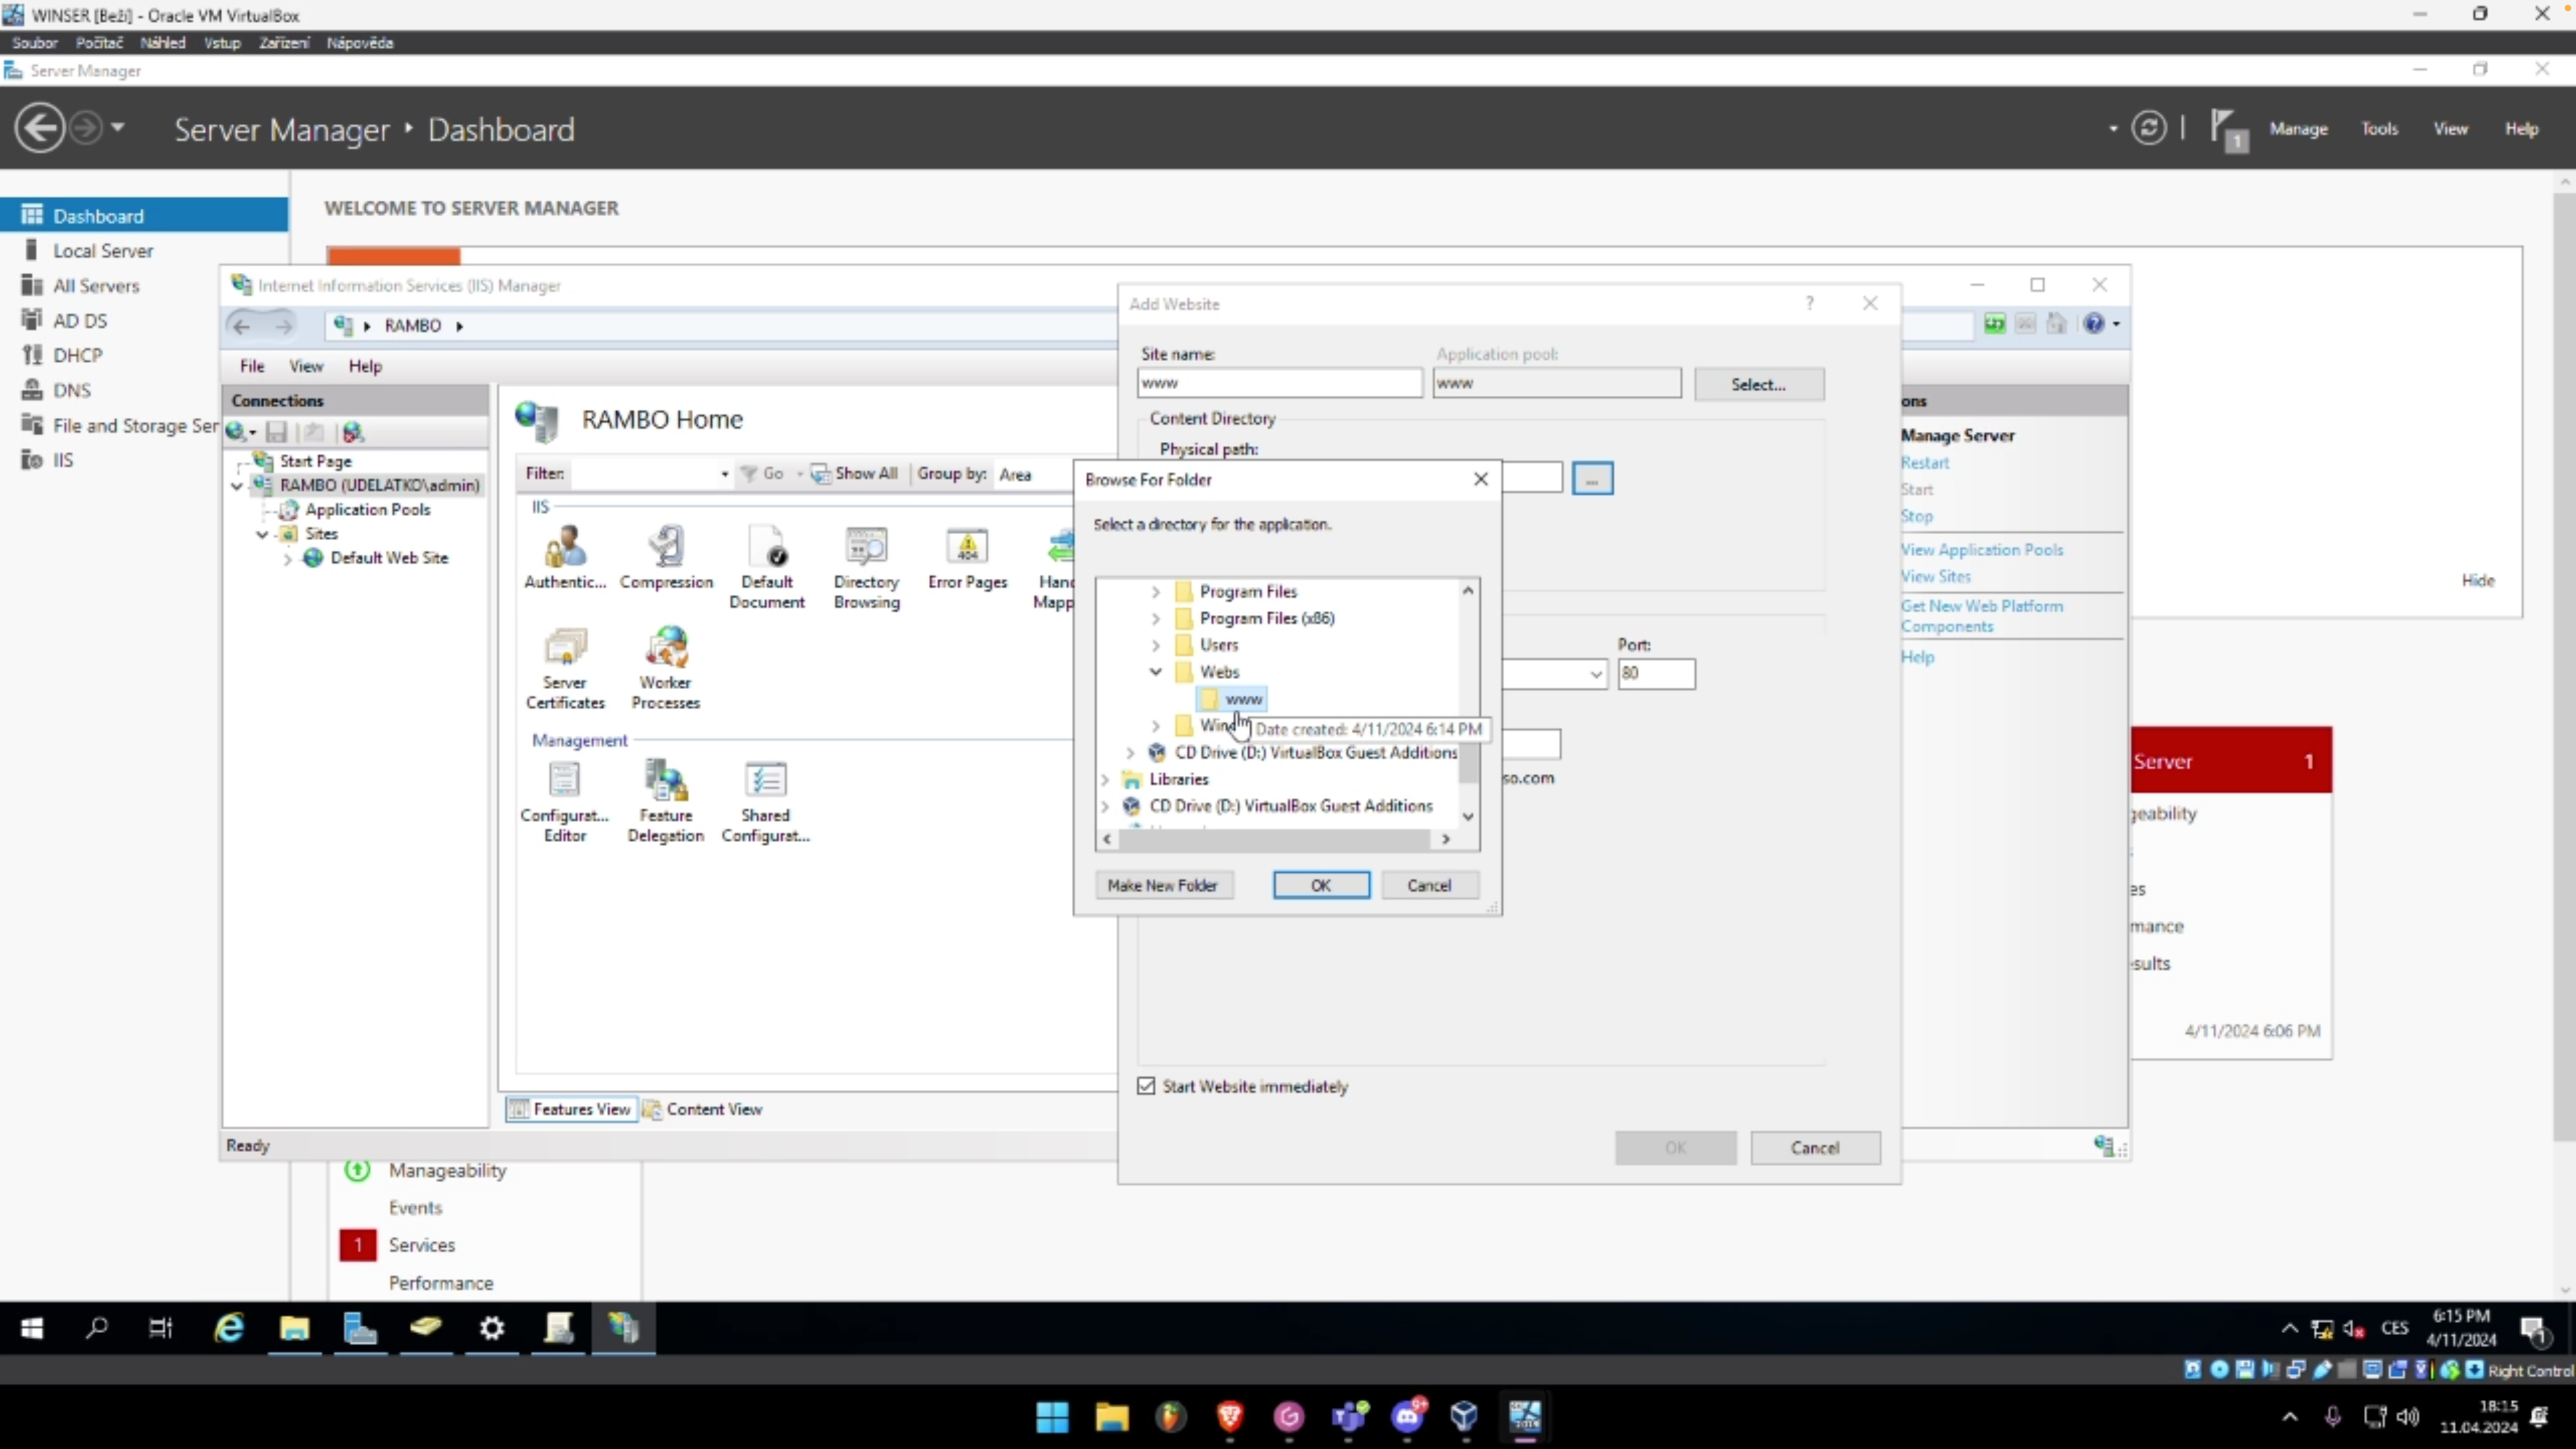 WINSER [Beží] - Oracle VM VirtualBox
Soubor Počítač Náhled Vstup Zařízení Nápověda
Server Manager
Server Manager Dashboard
1
Manage Tools View Help
Dashboard
Local Server
All Servers
AD DS
DHCP
DNS
File and Storage Ser
IIS
WELCOME TO SERVER MANAGER
Hide
Internet Information Services (IIS) Manager
RAMBO
File View Help
Connections
Start Page
RAMBO (UDELATKO\admin)
Application Pools
Sites
Default Web Site
RAMBO Home
Filter: Go Show All Group by: Area
IIS
Authentic...
Compression
Default
Document
Directory
Browsing
Error Pages
Hand
Mapp
Server
Certificates
Worker
Processes
Management
Configurat...
Editor
Feature
Delegation
Shared
Configurat...
Features View Content View
Ready
ons
Manage Server
Restart
Start
Stop
View Application Pools
View Sites
Get New Web Platform
Components
Help
Add Website
?
Site name: Application pool:
www www Select...
Content Directory
Physical path:
...
Port:
80
so.com
Start Website immediately
OK Cancel
Browse For Folder
Select a directory for the application.
Program Files
Program Files (x86)
Users
Webs
www
Wind
Date created: 4/11/2024 6:14 PM
CD Drive (D:) VirtualBox Guest Additions
Libraries
CD Drive (D:) VirtualBox Guest Additions
Make New Folder OK Cancel
Server 1
geability
es
mance
sults
4/11/2024 6:06 PM
Manageability
Events
1 Services
Performance
CES
6:15 PM
4/11/2024
1
Right Control
9+
2019
18:15
11.04.2024